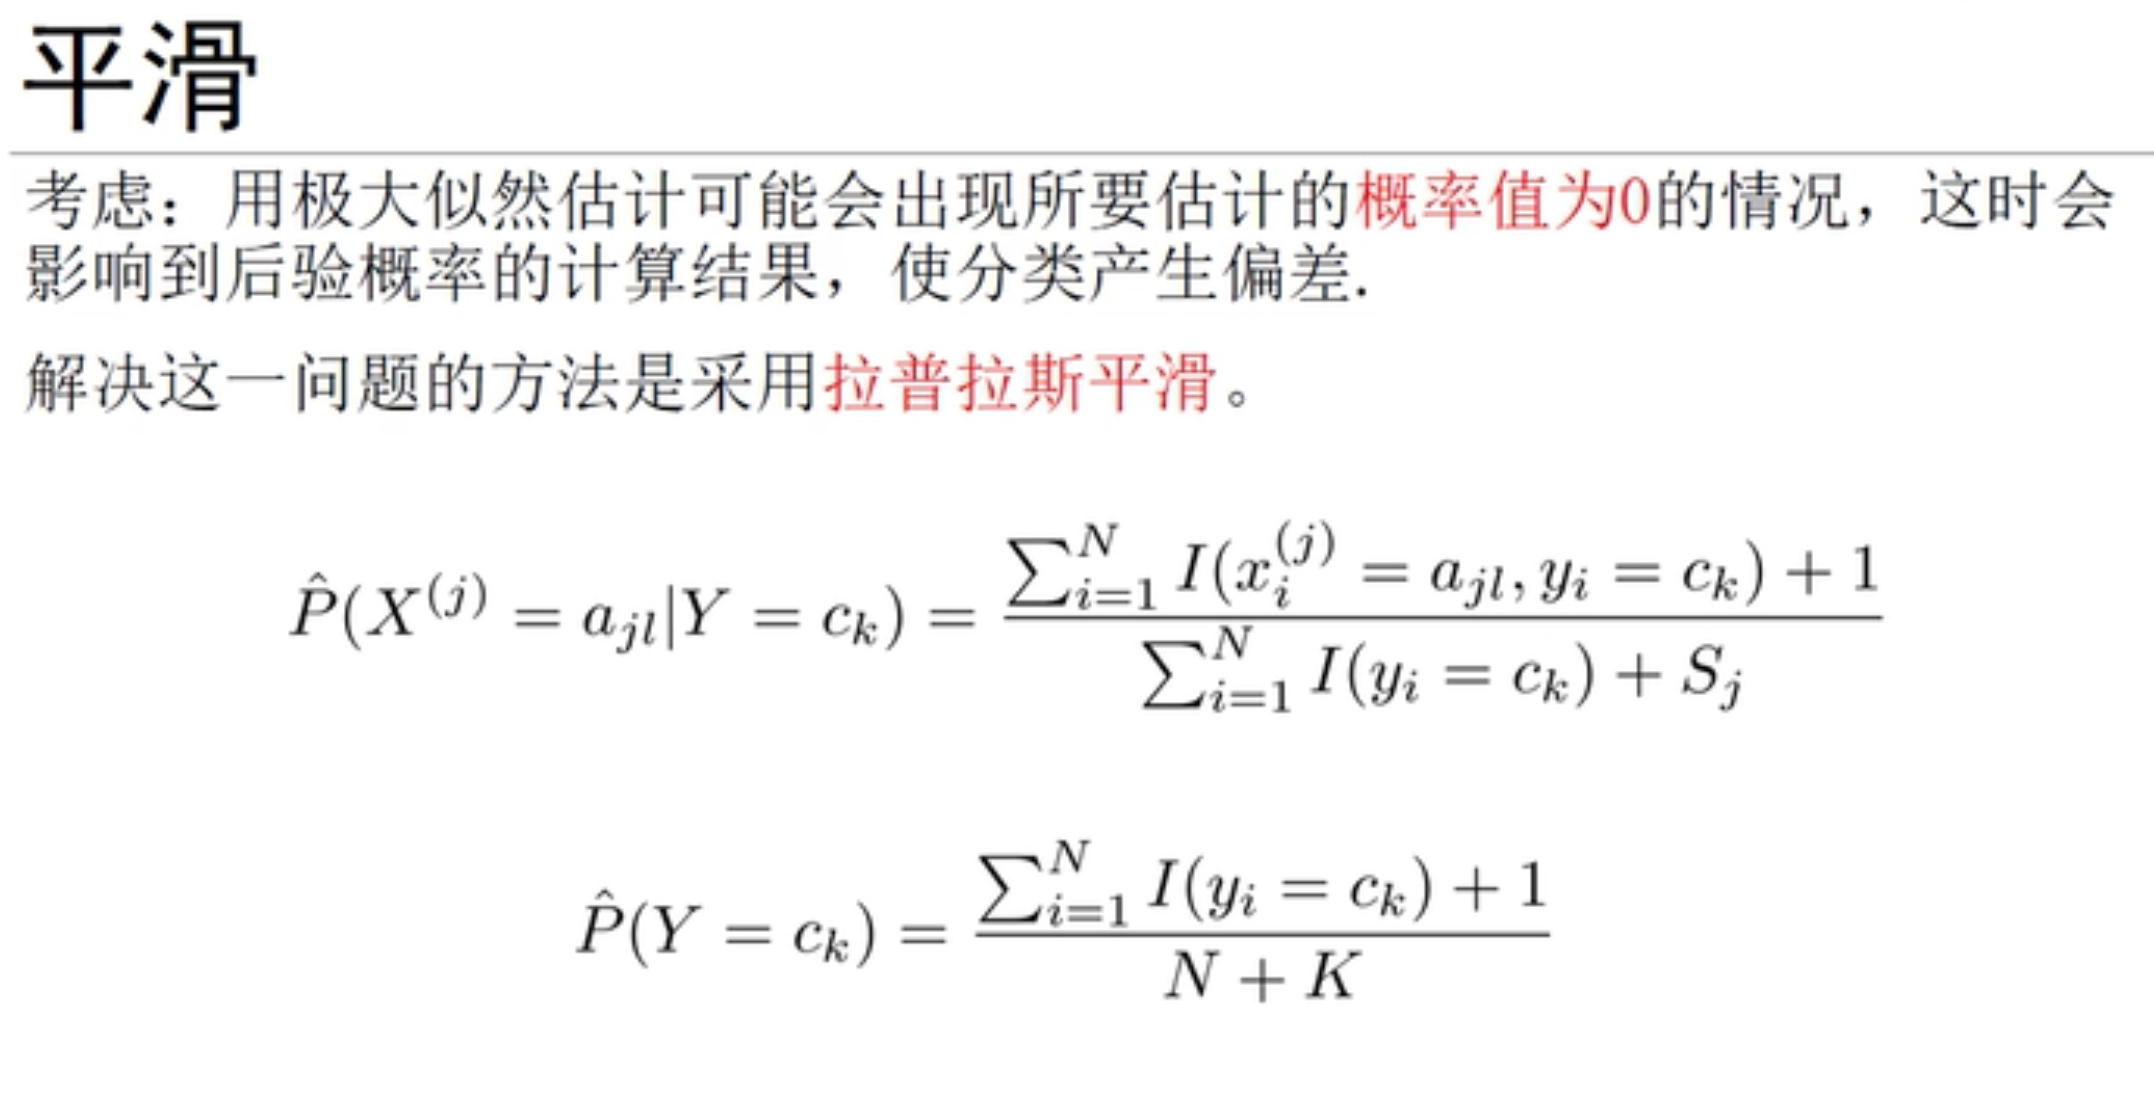 平滑
考虑：用极大似然估计可能会出现所要估计的概率值为0的情况，这时会
影响到后验概率的计算结果，使分类产生偏差.
解决这一问题的方法是采用拉普拉斯平滑。
$\hat{P}(X^{(j)} = a_{jl}|Y = c_k) = \frac{\sum_{i=1}^{N} I(x_i^{(j)} = a_{jl}, y_i = c_k) + 1}{\sum_{i=1}^{N} I(y_i = c_k) + S_j}$
$\hat{P}(Y = c_k) = \frac{\sum_{i=1}^{N} I(y_i = c_k) + 1}{N + K}$